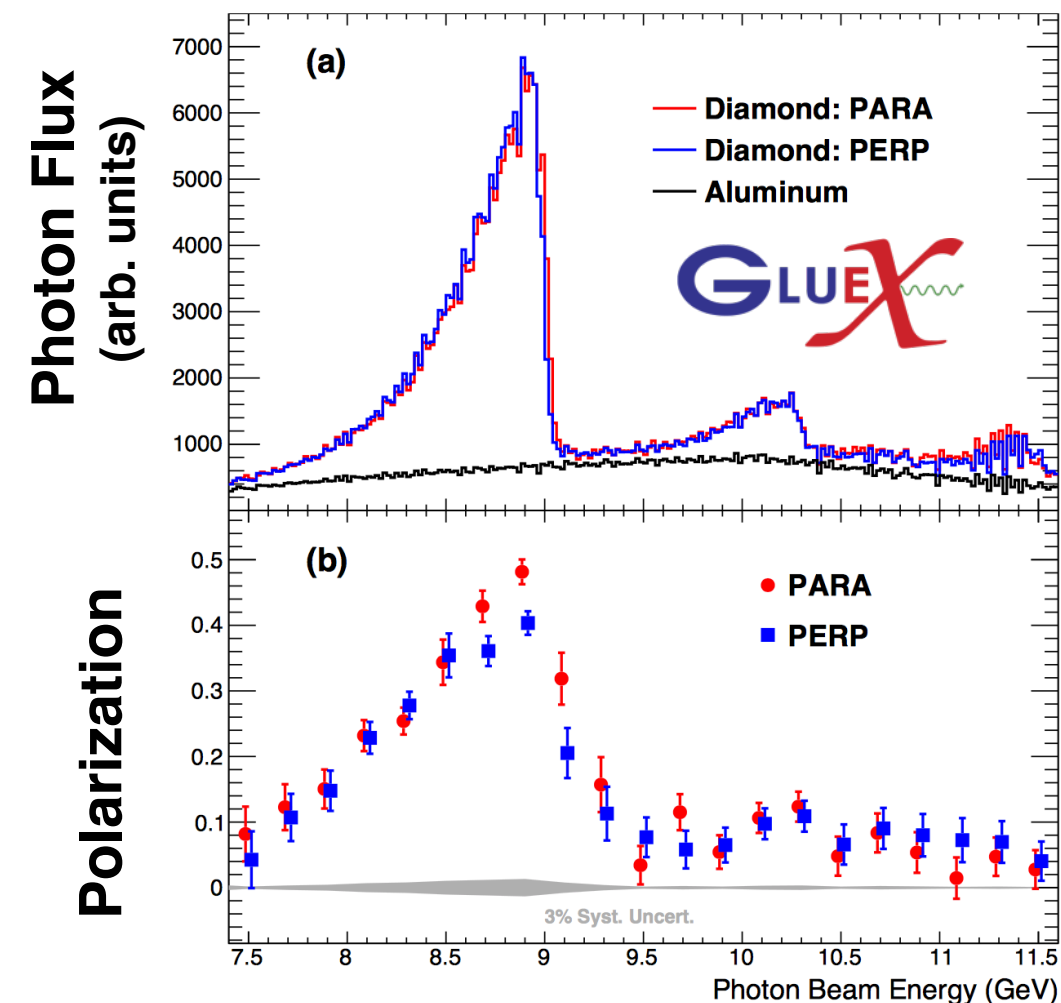 Photon Flux
(arb. units)
7000
6000
5000
4000
3000
2000
1000
(a)
Diamond: PARA
Diamond: PERP
Aluminum
GLUEX
Polarization
0.5
0.4
0.3
0.2
0.1
0
(b)
PARA
PERP
3% Syst. Uncert.
7.5 8 8.5 9 9.5 10 10.5 11 11.5
Photon Beam Energy (GeV)